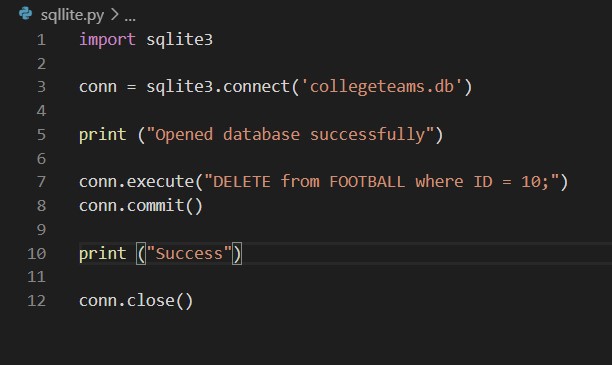 sqllite.py > ...
1 import sqlite3
2
3 conn = sqlite3.connect('collegeteams.db')
4
5 print ("Opened database successfully")
6
7 conn.execute("DELETE from FOOTBALL where ID = 10;")
8 conn.commit()
9
10 print ("Success")
11
12 conn.close()